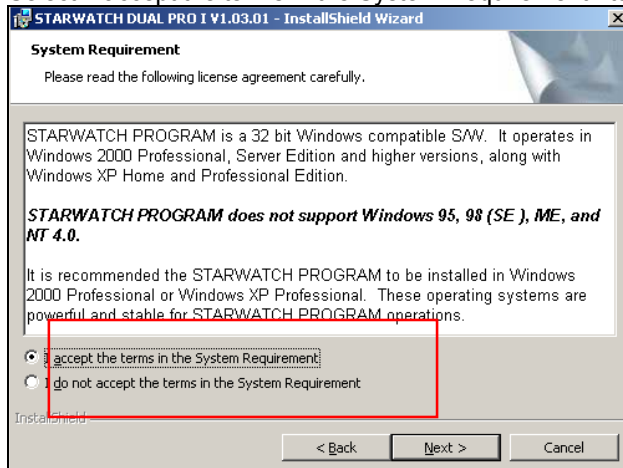 STARWATCH DUAL PRO I V1.03.01 - InstallShield Wizard
System Requirement
Please read the following license agreement carefully.
STARWATCH PROGRAM is a 32 bit Windows compatible S/W. It operates in
Windows 2000 Professional, Server Edition and higher versions, along with
Windows XP Home and Professional Edition.
STARWATCH PROGRAM does not support Windows 95, 98 (SE ), ME, and
NT 4.0.
It is recommended the STARWATCH PROGRAM to be installed in Windows
2000 Professional or Windows XP Professional. These operating systems are
powerful and stable for STARWATCH PROGRAM operations.
I accept the terms in the System Requirement
I do not accept the terms in the System Requirement
InstallShield
< Back Next > Cancel